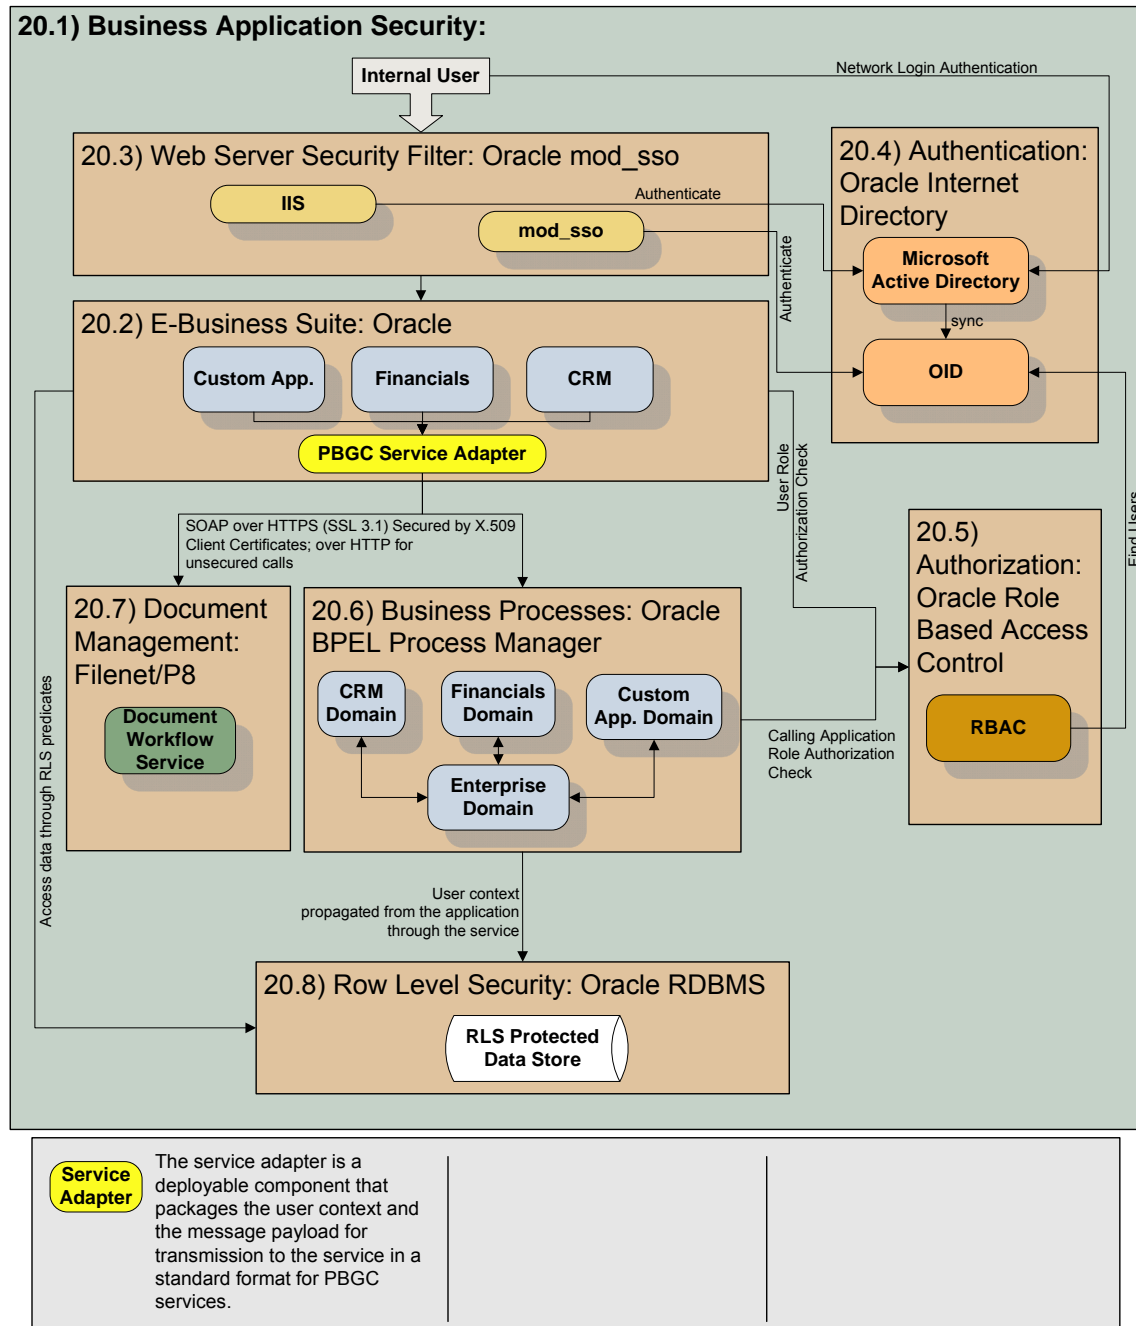 20.1) Business Application Security:
Internal User
Network Login Authentication
20.3) Web Server Security Filter: Oracle mod_sso
IIS
mod_sso
Authenticate
Authenticate
20.4) Authentication:
Oracle Internet
Directory
Microsoft
Active Directory
sync
OID
20.2) E-Business Suite: Oracle
Custom App.
Financials
CRM
PBGC Service Adapter
User Role
Authorization Check
Find Users
SOAP over HTTPS (SSL 3.1) Secured by X.509
Client Certificates; over HTTP for
unsecured calls
20.5)
Authorization:
Oracle Role
Based Access
Control
RBAC
20.7) Document
Management:
Filenet/P8
Document
Workflow
Service
20.6) Business Processes: Oracle
BPEL Process Manager
CRM
Domain
Financials
Domain
Custom
App. Domain
Enterprise
Domain
Calling Application
Role Authorization
Check
Access data through RLS predicates
User context
propagated from the application
through the service
20.8) Row Level Security: Oracle RDBMS
RLS Protected
Data Store
Service
Adapter
The service adapter is a
deployable component that
packages the user context and
the message payload for
transmission to the service in a
standard format for PBGC
services.